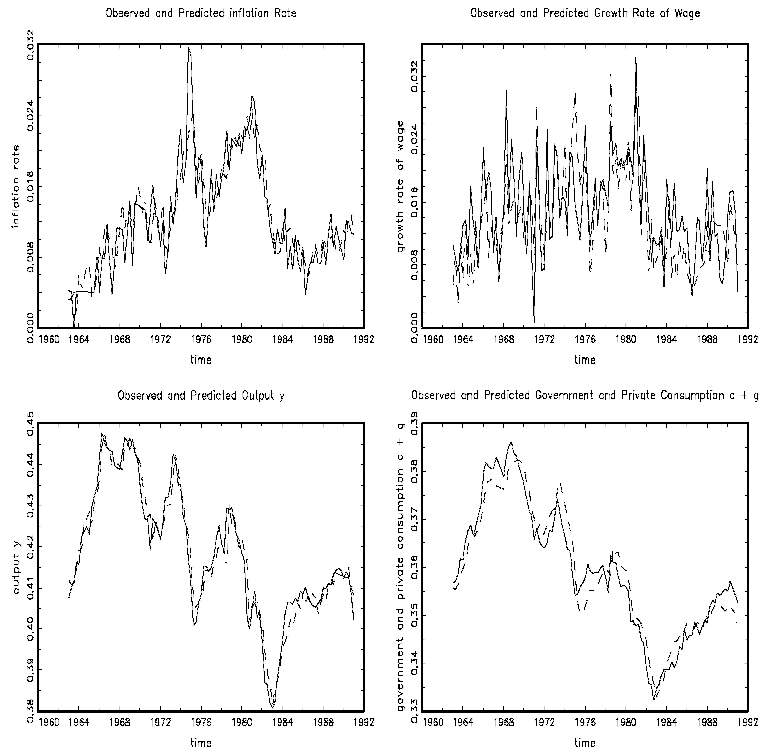 Observed and Predicted inflation Rate
Observed and Predicted Growth Rate of Wage
inflation rate
0.032
0.024
0.016
0.008
0.000
1960 1964 1968 1972 1976 1980 1984 1988 1992
time
growth rate of wage
0.032
0.024
0.016
0.008
0.000
1960 1964 1968 1972 1976 1980 1984 1988 1992
time
Observed and Predicted Output y
Observed and Predicted Government and Private Consumption c + g
output y
0.45
0.44
0.43
0.42
0.41
0.40
0.39
0.38
1960 1964 1968 1972 1976 1980 1984 1988 1992
time
government and private consumption c + g
0.39
0.38
0.37
0.36
0.35
0.34
0.33
1960 1964 1968 1972 1976 1980 1984 1988 1992
time